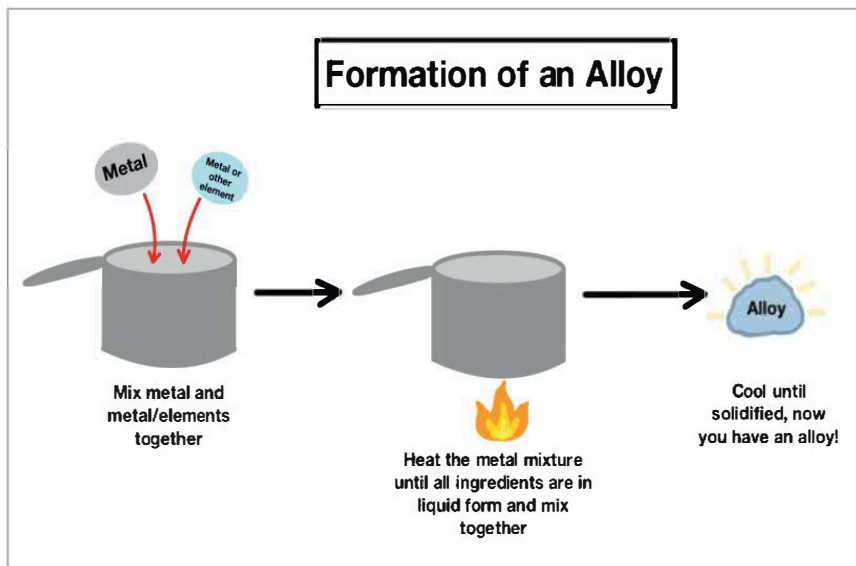 Formation of an Alloy
Metal
Metal or
other
element
Mix metal and
metal/elements
together
Heat the metal mixture
until all ingredients are in
liquid form and mix
together
Alloy
Cool until
solidified, now
you have an alloy!